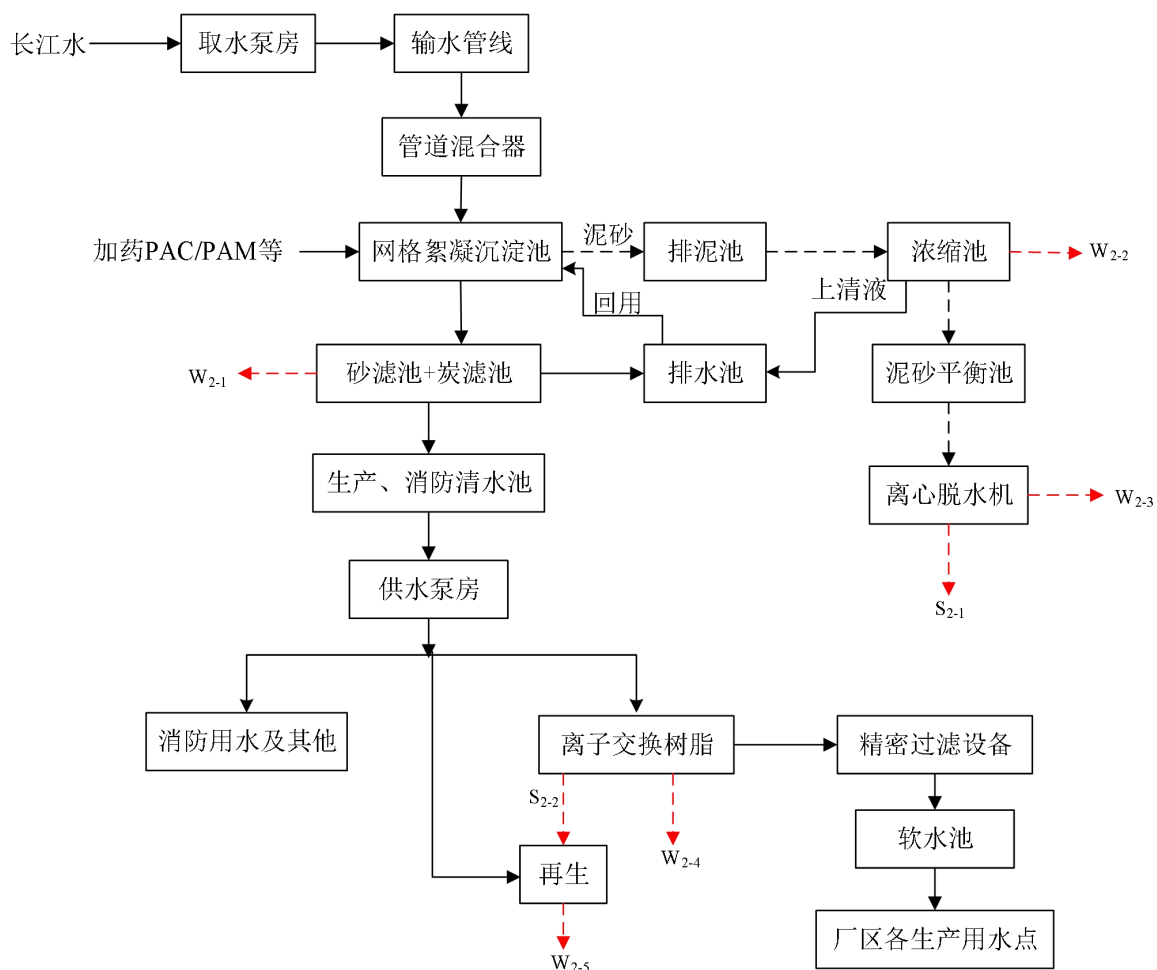 长江水
取水泵房
输水管线
管道混合器
加药PAC/PAM等
网格絮凝沉淀池
泥砂
排泥池
浓缩池
W2-2
回用
上清液
W2-1
砂滤池+炭滤池
排水池
泥砂平衡池
生产、消防清水池
离心脱水机
W2-3
供水泵房
S2-1
消防用水及其他
离子交换树脂
精密过滤设备
S2-2
W2-4
软水池
再生
W2-5
厂区各生产用水点